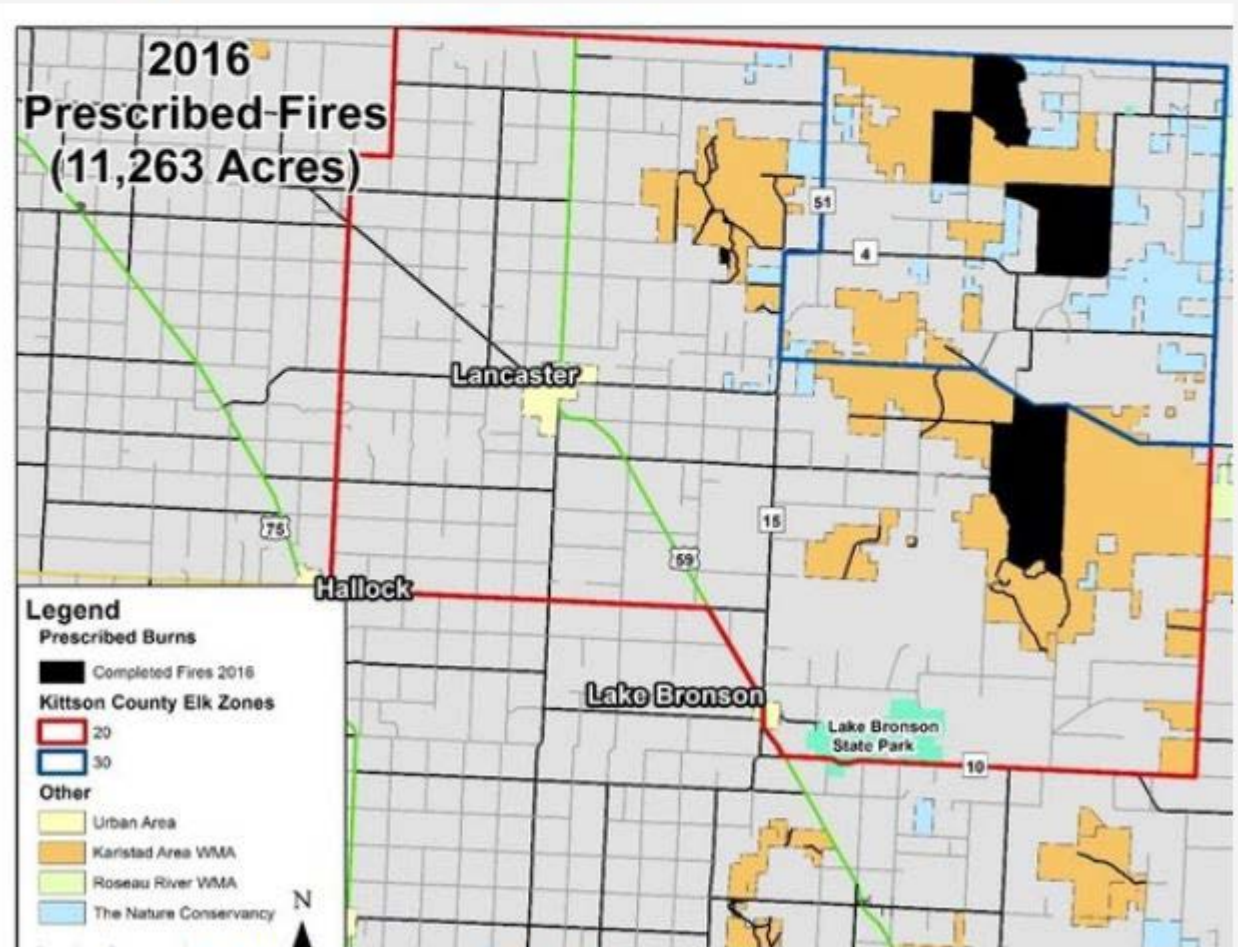 2016
Prescribed Fires
(11,263 Acres)
51
4
Lancaster
75
15
59
Hallock
Lake Bronson
Lake Bronson
State Park
10
Legend
Prescribed Burns
Completed Fires 2016
Kittson County Elk Zones
20
30
Other
Urban Area
Karlstad Area WMA
Roseau River WMA
The Nature Conservancy
N